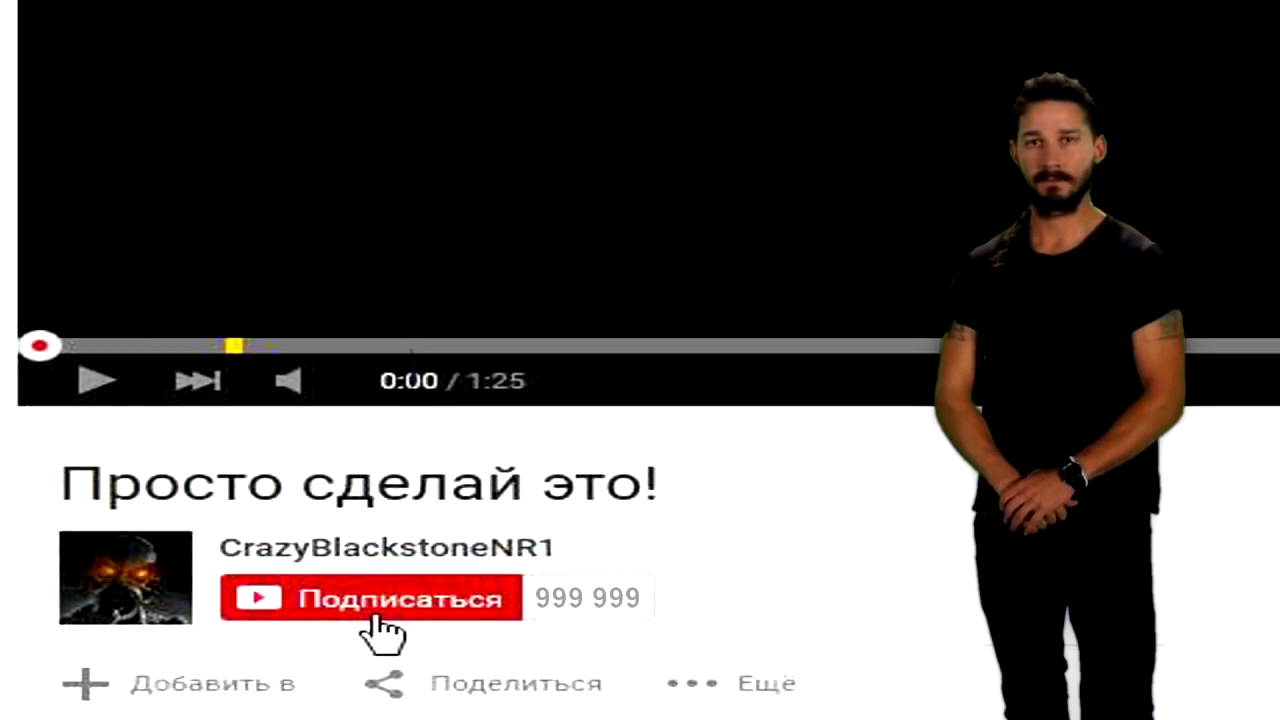 0:00 / 1:25
Просто сделай это!
CrazyBlackstoneNR1
Подписаться 999 999
Добавить в Поделиться Ещё